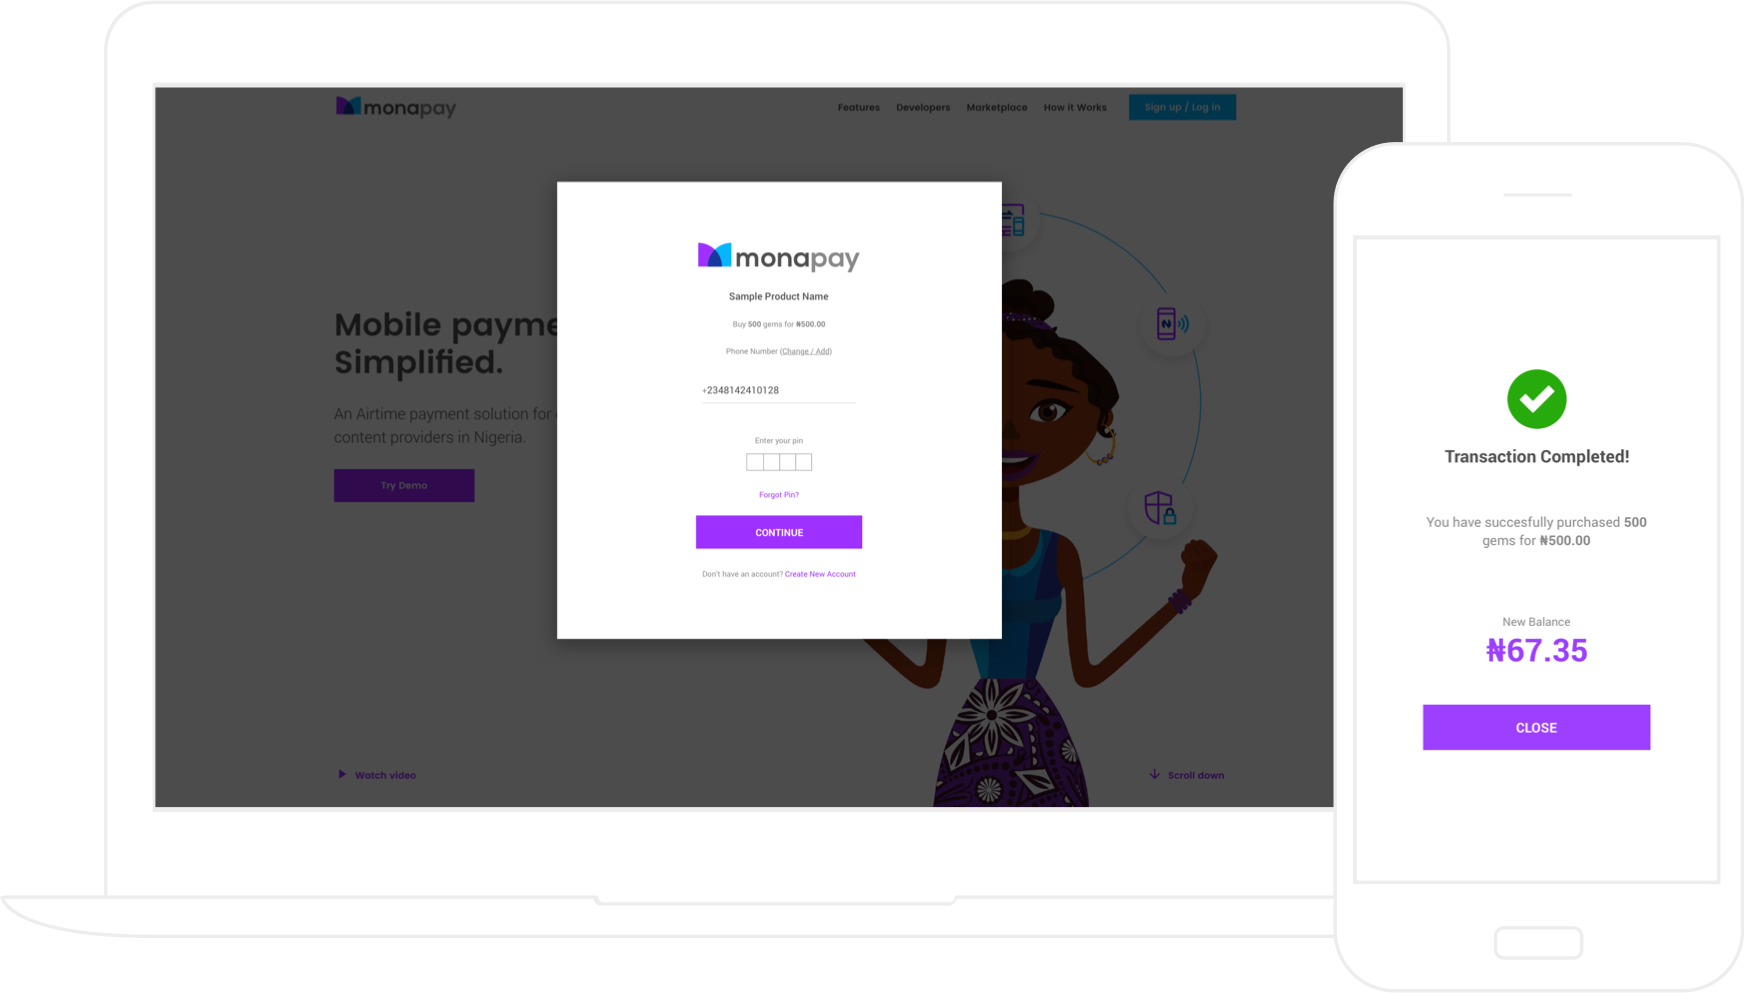 monapay
Features Developers Marketplace How it Works Sign up / Log in
Mobile payme
Simplified.
An Airtime payment solution for
content providers in Nigeria.
Try Demo
Watch video
Scroll down
monapay
Sample Product Name
Buy 500 gems for ₦500.00
Phone Number (Change / Add)
+2348142410128
Enter your pin
Forgot Pin?
CONTINUE
Don't have an account? Create New Account
Transaction Completed!
You have succesfully purchased 500
gems for ₦500.00
New Balance
₦67.35
CLOSE